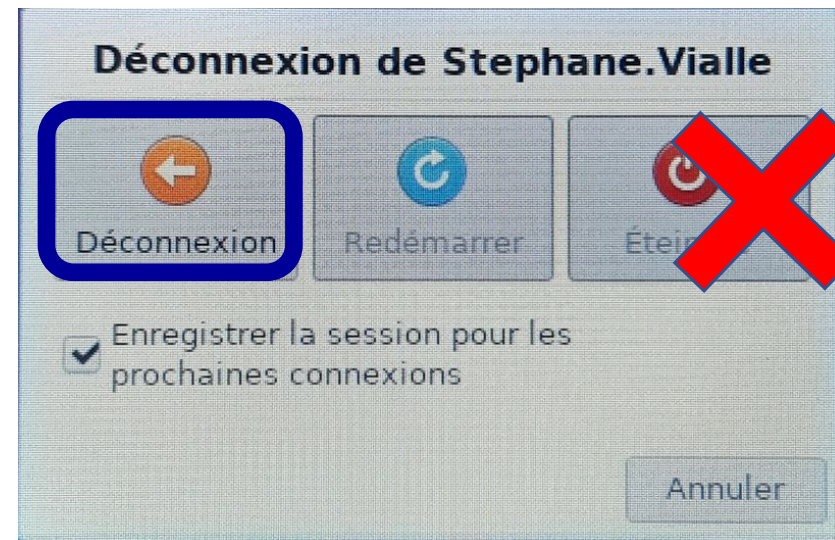 Déconnexion de Stephane.Vialle
Déconnexion
Redémarrer
Enregistrer la session pour les
prochaines connexions
Annuler